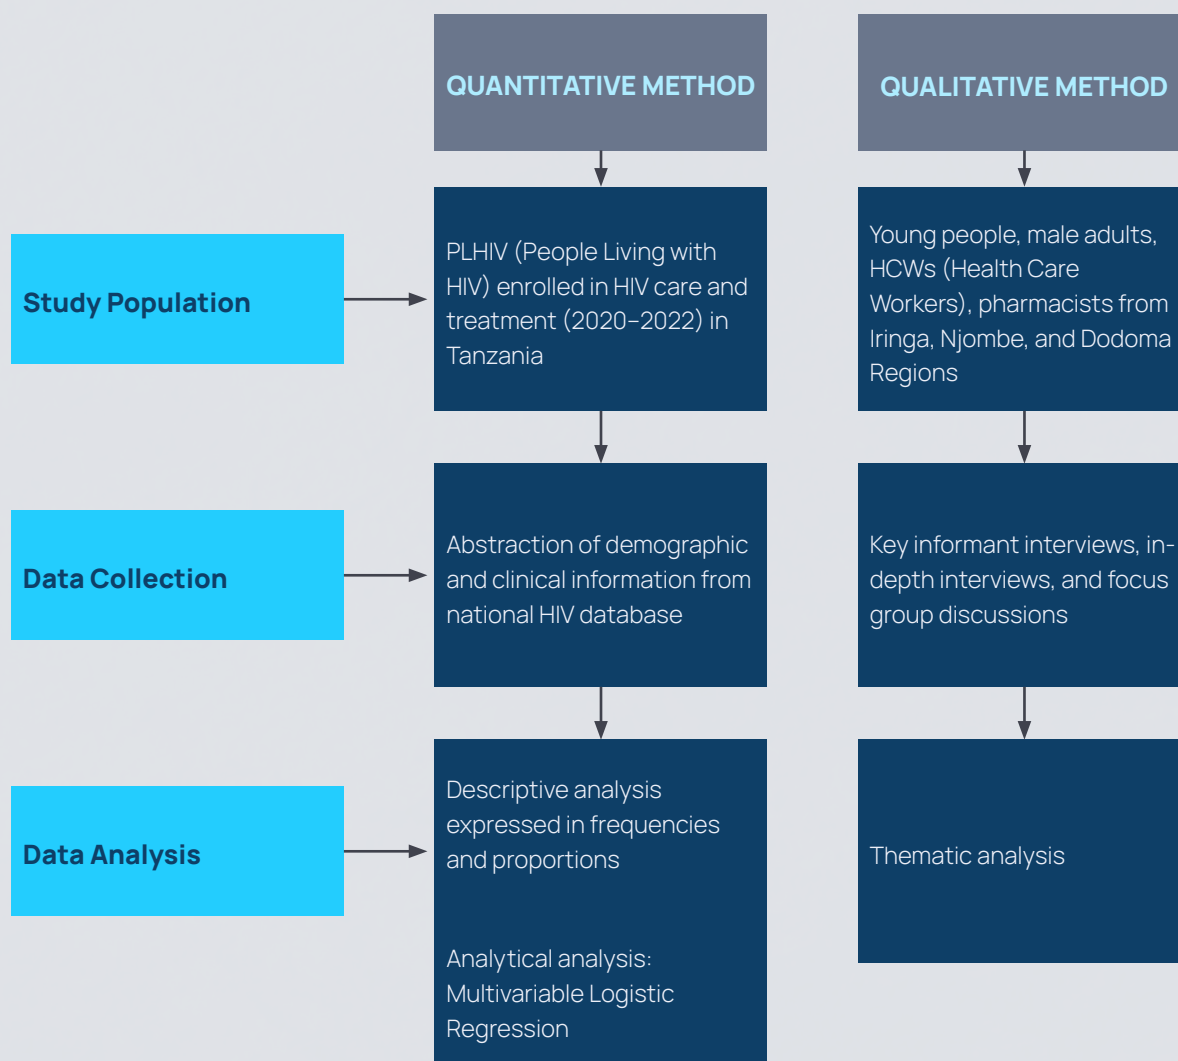 QUANTITATIVE METHOD
QUALITATIVE METHOD
Study Population
PLHIV (People Living with
HIV) enrolled in HIV care and
treatment (2020–2022) in
Tanzania
Young people, male adults,
HCWs (Health Care
Workers), pharmacists from
Iringa, Njombe, and Dodoma
Regions
Data Collection
Abstraction of demographic
and clinical information from
national HIV database
Key informant interviews, in-
depth interviews, and focus
group discussions
Data Analysis
Descriptive analysis
expressed in frequencies
and proportions
Analytical analysis:
Multivariable Logistic
Regression
Thematic analysis